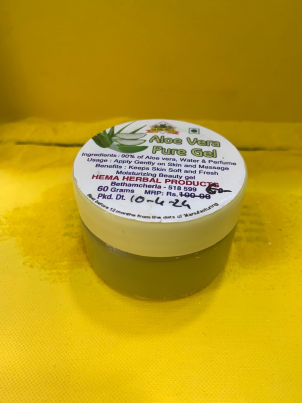 Aloe Vera
Pure Gel
Ingredients: 90% of Aloe vera, Water & Perfume
Usage : Apply Gently on Skin and Massage
Benefits : Keeps Skin Soft and Fresh
Moisturizing Beauty gel
HEMA HERBAL PRODUCTS
Bethamcherla - 518 599
60 Grams MRP: Rs.100-00
Pkd. Dt. 10-4-24
Best before 12 months from the date of Manufacturing